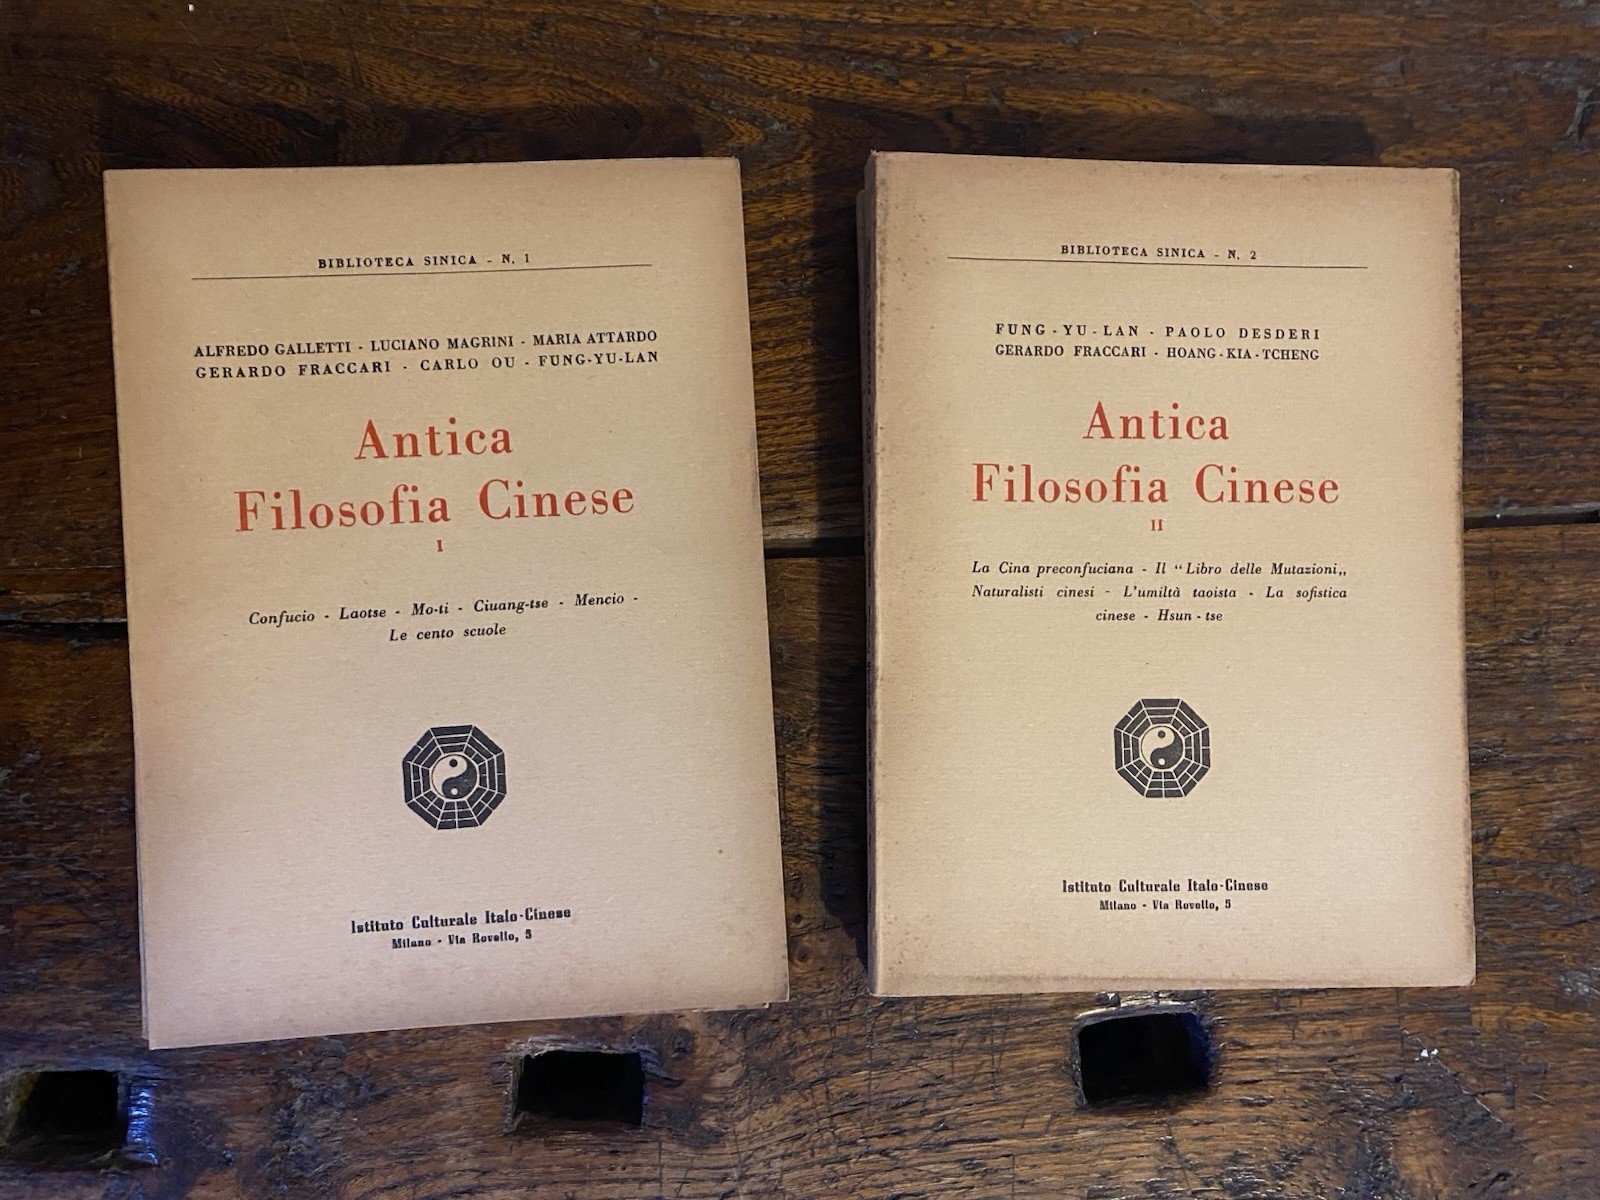 BIBLIOTECA SINICA - N. 1
ALFREDO GALLETTI - LUCIANO MAGRINI - MARIA ATTARDO
GERARDO FRACCARI - CARLO OU - FUNG-YU-LAN
Antica
Filosofia Cinese
I
Confucio - Laotse - Mo-ti - Ciuang-tse - Mencio -
Le cento scuole
Istituto Culturale Italo-Cinese
Milano - Via Rovello, 5
BIBLIOTECA SINICA - N. 2
FUNG - YU - LAN - PAOLO DESDERI
GERARDO FRACCARI - HOANG - KIA - TCHENG
Antica
Filosofia Cinese
II
La Cina preconfuciana - Il “Libro delle Mutazioni„
Naturalisti cinesi - L'umiltà taoista - La sofistica
cinese - Hsun - tse
Istituto Culturale Italo-Cinese
Milano - Via Rovello, 5